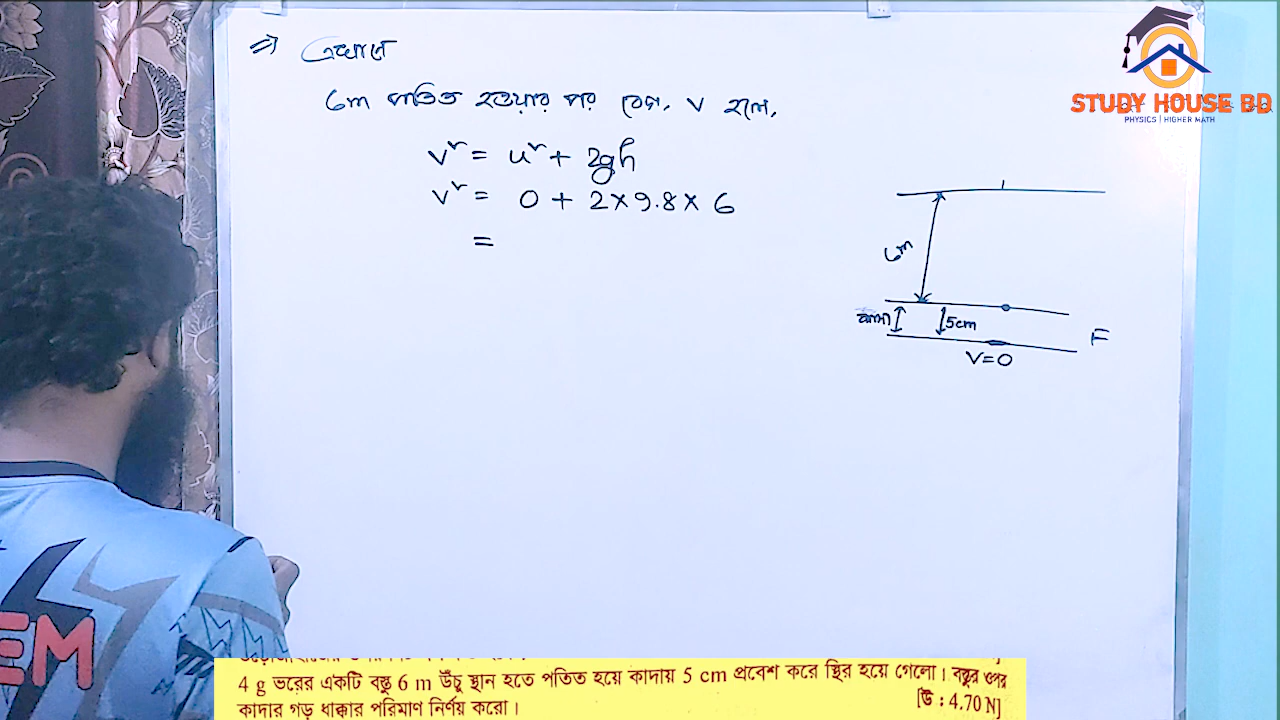 ⇒ এখানে
6m পতিত হওয়ার পর বেগ, v হলে,
v² = u² + 2gh
v² = 0 + 2×9.8×6
=
6m
কাদা
5cm
F
V=0
STUDY HOUSE BD
PHYSICS | HIGHER MATH
4 g ভরের একটি বস্তু 6 m উঁচু স্থান হতে পতিত হয়ে কাদায় 5 cm প্রবেশ করে স্থির হয়ে গেলো। বস্তুর ওপর
কাদার গড় ধাক্কার পরিমাণ নির্ণয় করো।
[উ : 4.70 N]
EM